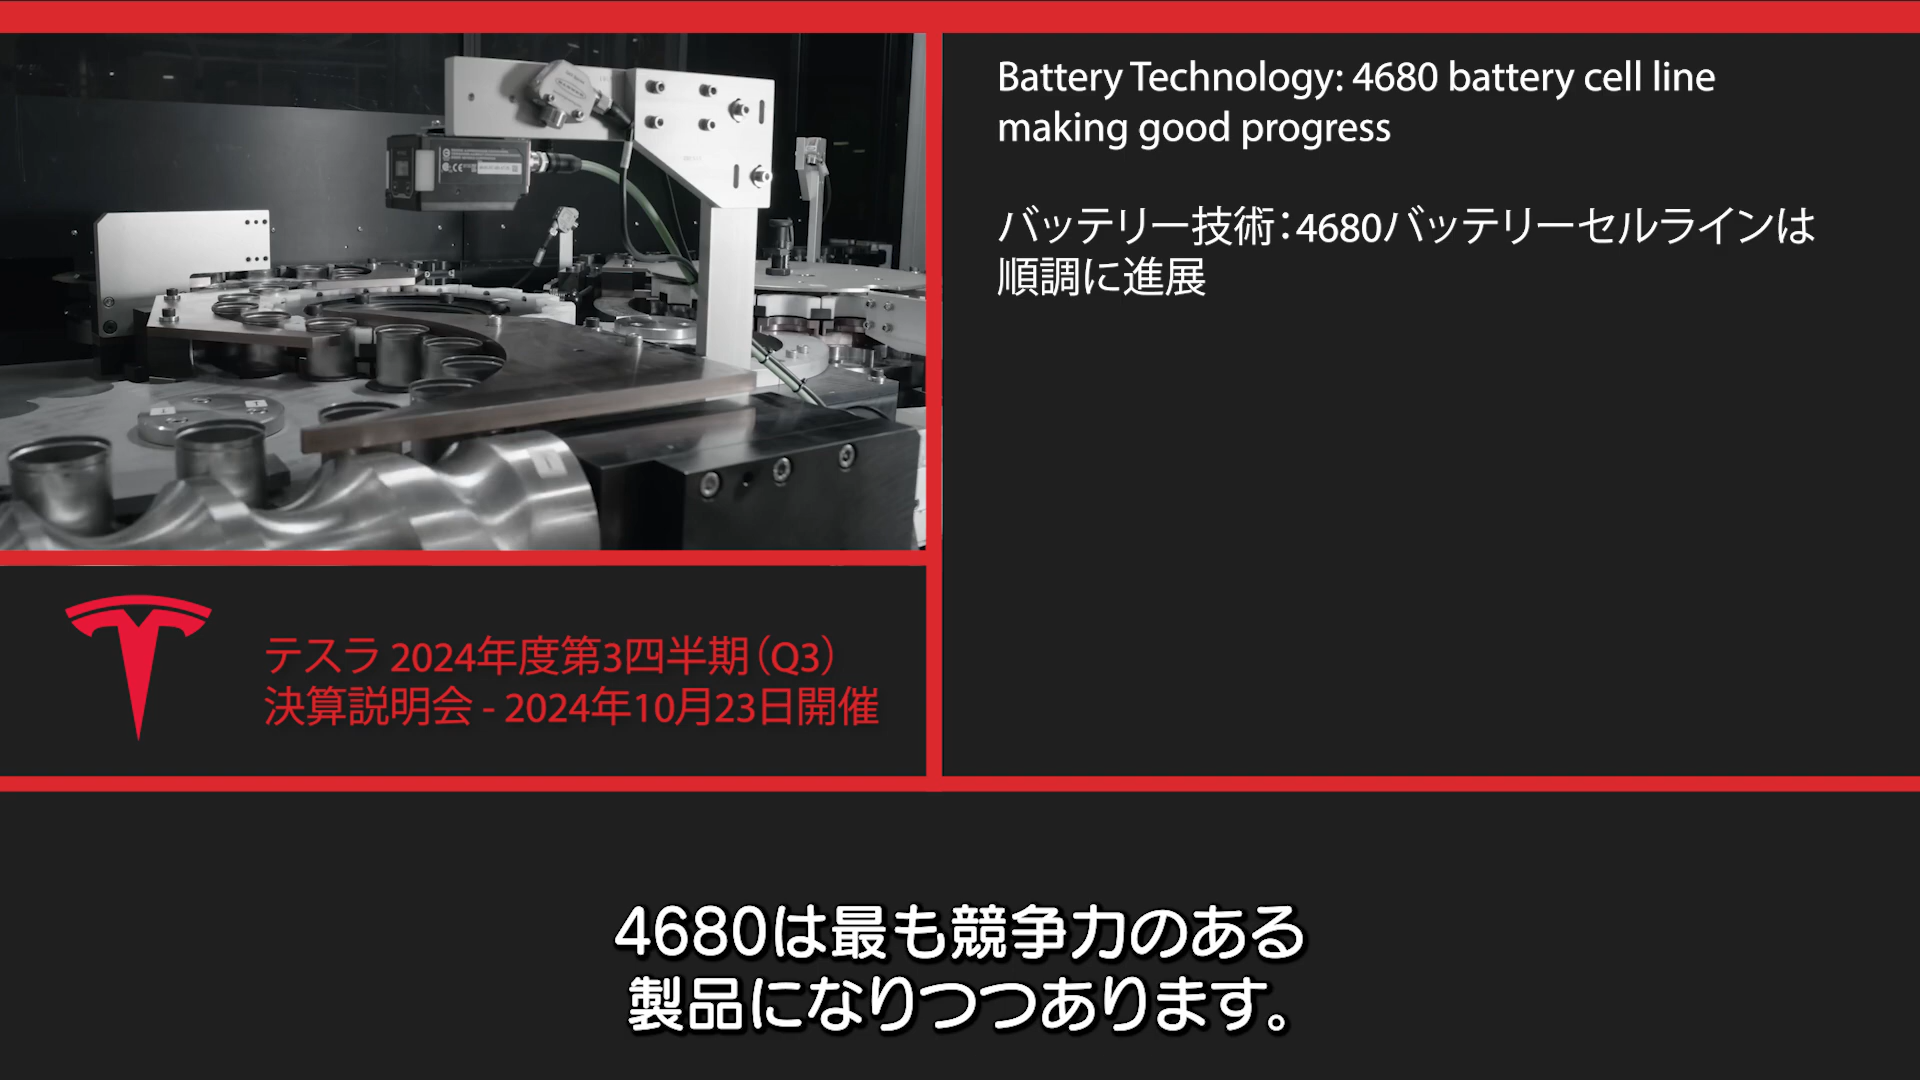 Battery Technology: 4680 battery cell line
making good progress
バッテリー技術：4680バッテリーセルラインは
順調に進展
テスラ 2024年度第3四半期（Q3）
決算説明会 - 2024年10月23日開催
4680は最も競争力のある
製品になりつつあります。